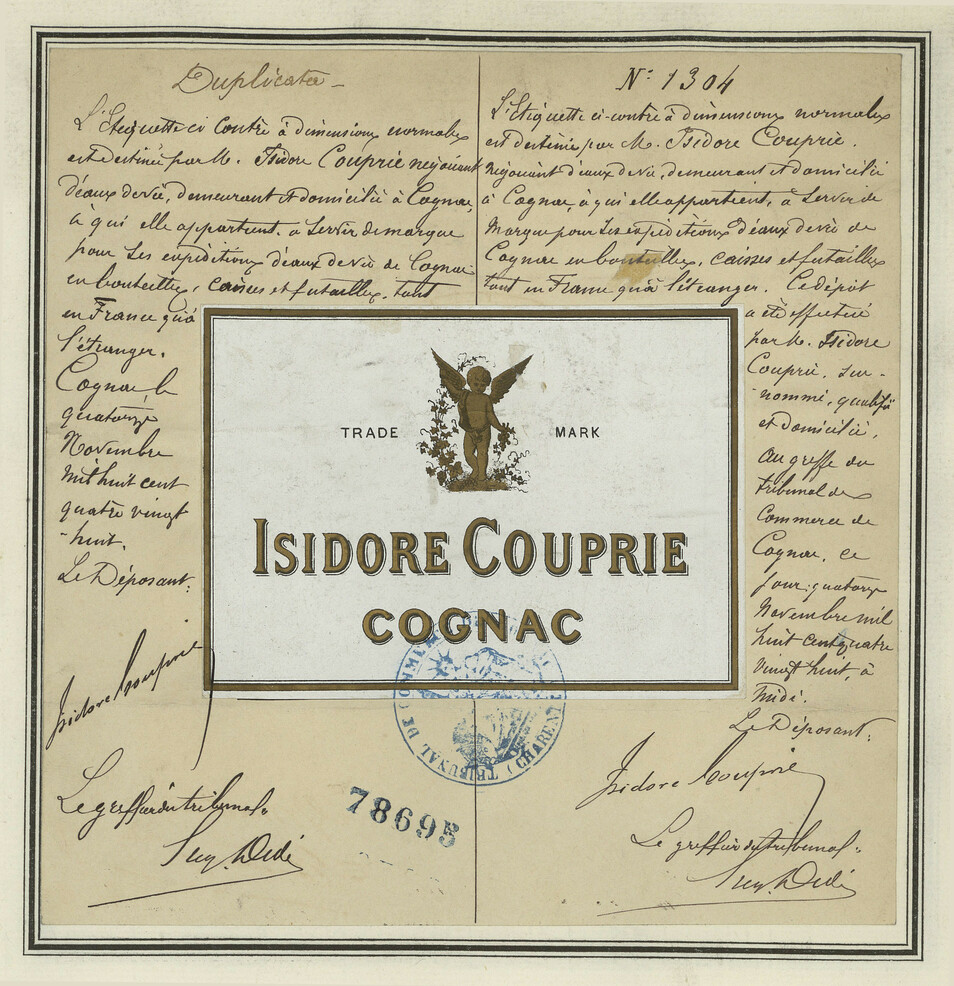 Duplicata
L'Etiquette ci contre à dimensions normales
est destinée par M. Isidore Couprie négociant
d'eaux de vie, demeurant et domicilié à Cognac,
à qui elle appartient, à servir de marque
pour ses expéditions d'eaux de vie de Cognac
en bouteilles, caisses et futailles, tant
en France qu'à
l'étranger.
Cognac, le
quatorze
Novembre
mil huit cent
quatre vingt
-huit.
Le Déposant:
Isidore Couprie
Le greffier du tribunal:
N° 1304
L'Etiquette ci-contre à dimensions normales
est destinée par M. Isidore Couprie.
Négociant d'eaux de vie, demeurant et domicilié
à Cognac, à qui elle appartient, à servir de
Marque pour ses expéditions d'eaux de vie de
Cognac en bouteilles, caisses et futailles
tant en France qu'à l'étranger. Ce dépôt
a été effectué
par M. Isidore
Couprie, sur-
nommé, qualifié
et domicilié,
au greffe du
tribunal de
Commerce de
Cognac, ce
jour: quatorze
Novembre mil
huit cent quatre
vingt huit, à
Midi.
Le Déposant:
Isidore Couprie
Le greffier du tribunal:
TRADE MARK
ISIDORE COUPRIE
COGNAC
TRIBUNAL DE COMMERCE
(CHARENTE
78695